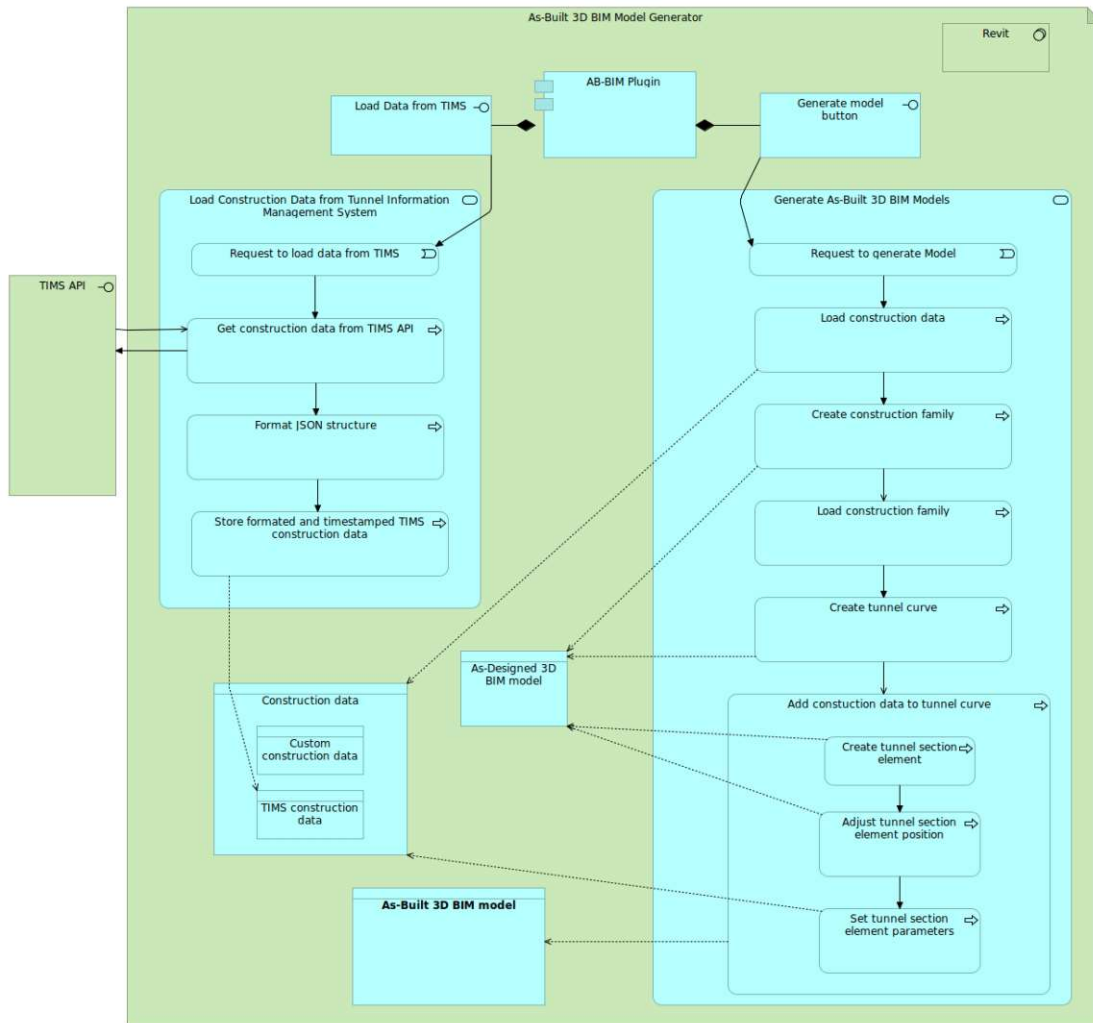 As-Built 3D BIM Model Generator
Revit
AB-BIM Plugin
Load Data from TIMS
Generate model
button
Load Construction Data from Tunnel Information
Management System
Generate As-Built 3D BIM Models
Request to load data from TIMS
Request to generate Model
TIMS API
Get construction data from TIMS API
Load construction data
Format JSON structure
Create construction family
Store formated and timestamped TIMS
construction data
Load construction family
Create tunnel curve
As-Designed 3D
BIM model
Construction data
Custom
construction data
TIMS construction
data
Add constuction data to tunnel curve
Create tunnel section
element
Adjust tunnel section
element position
Set tunnel section
element parameters
As-Built 3D BIM model